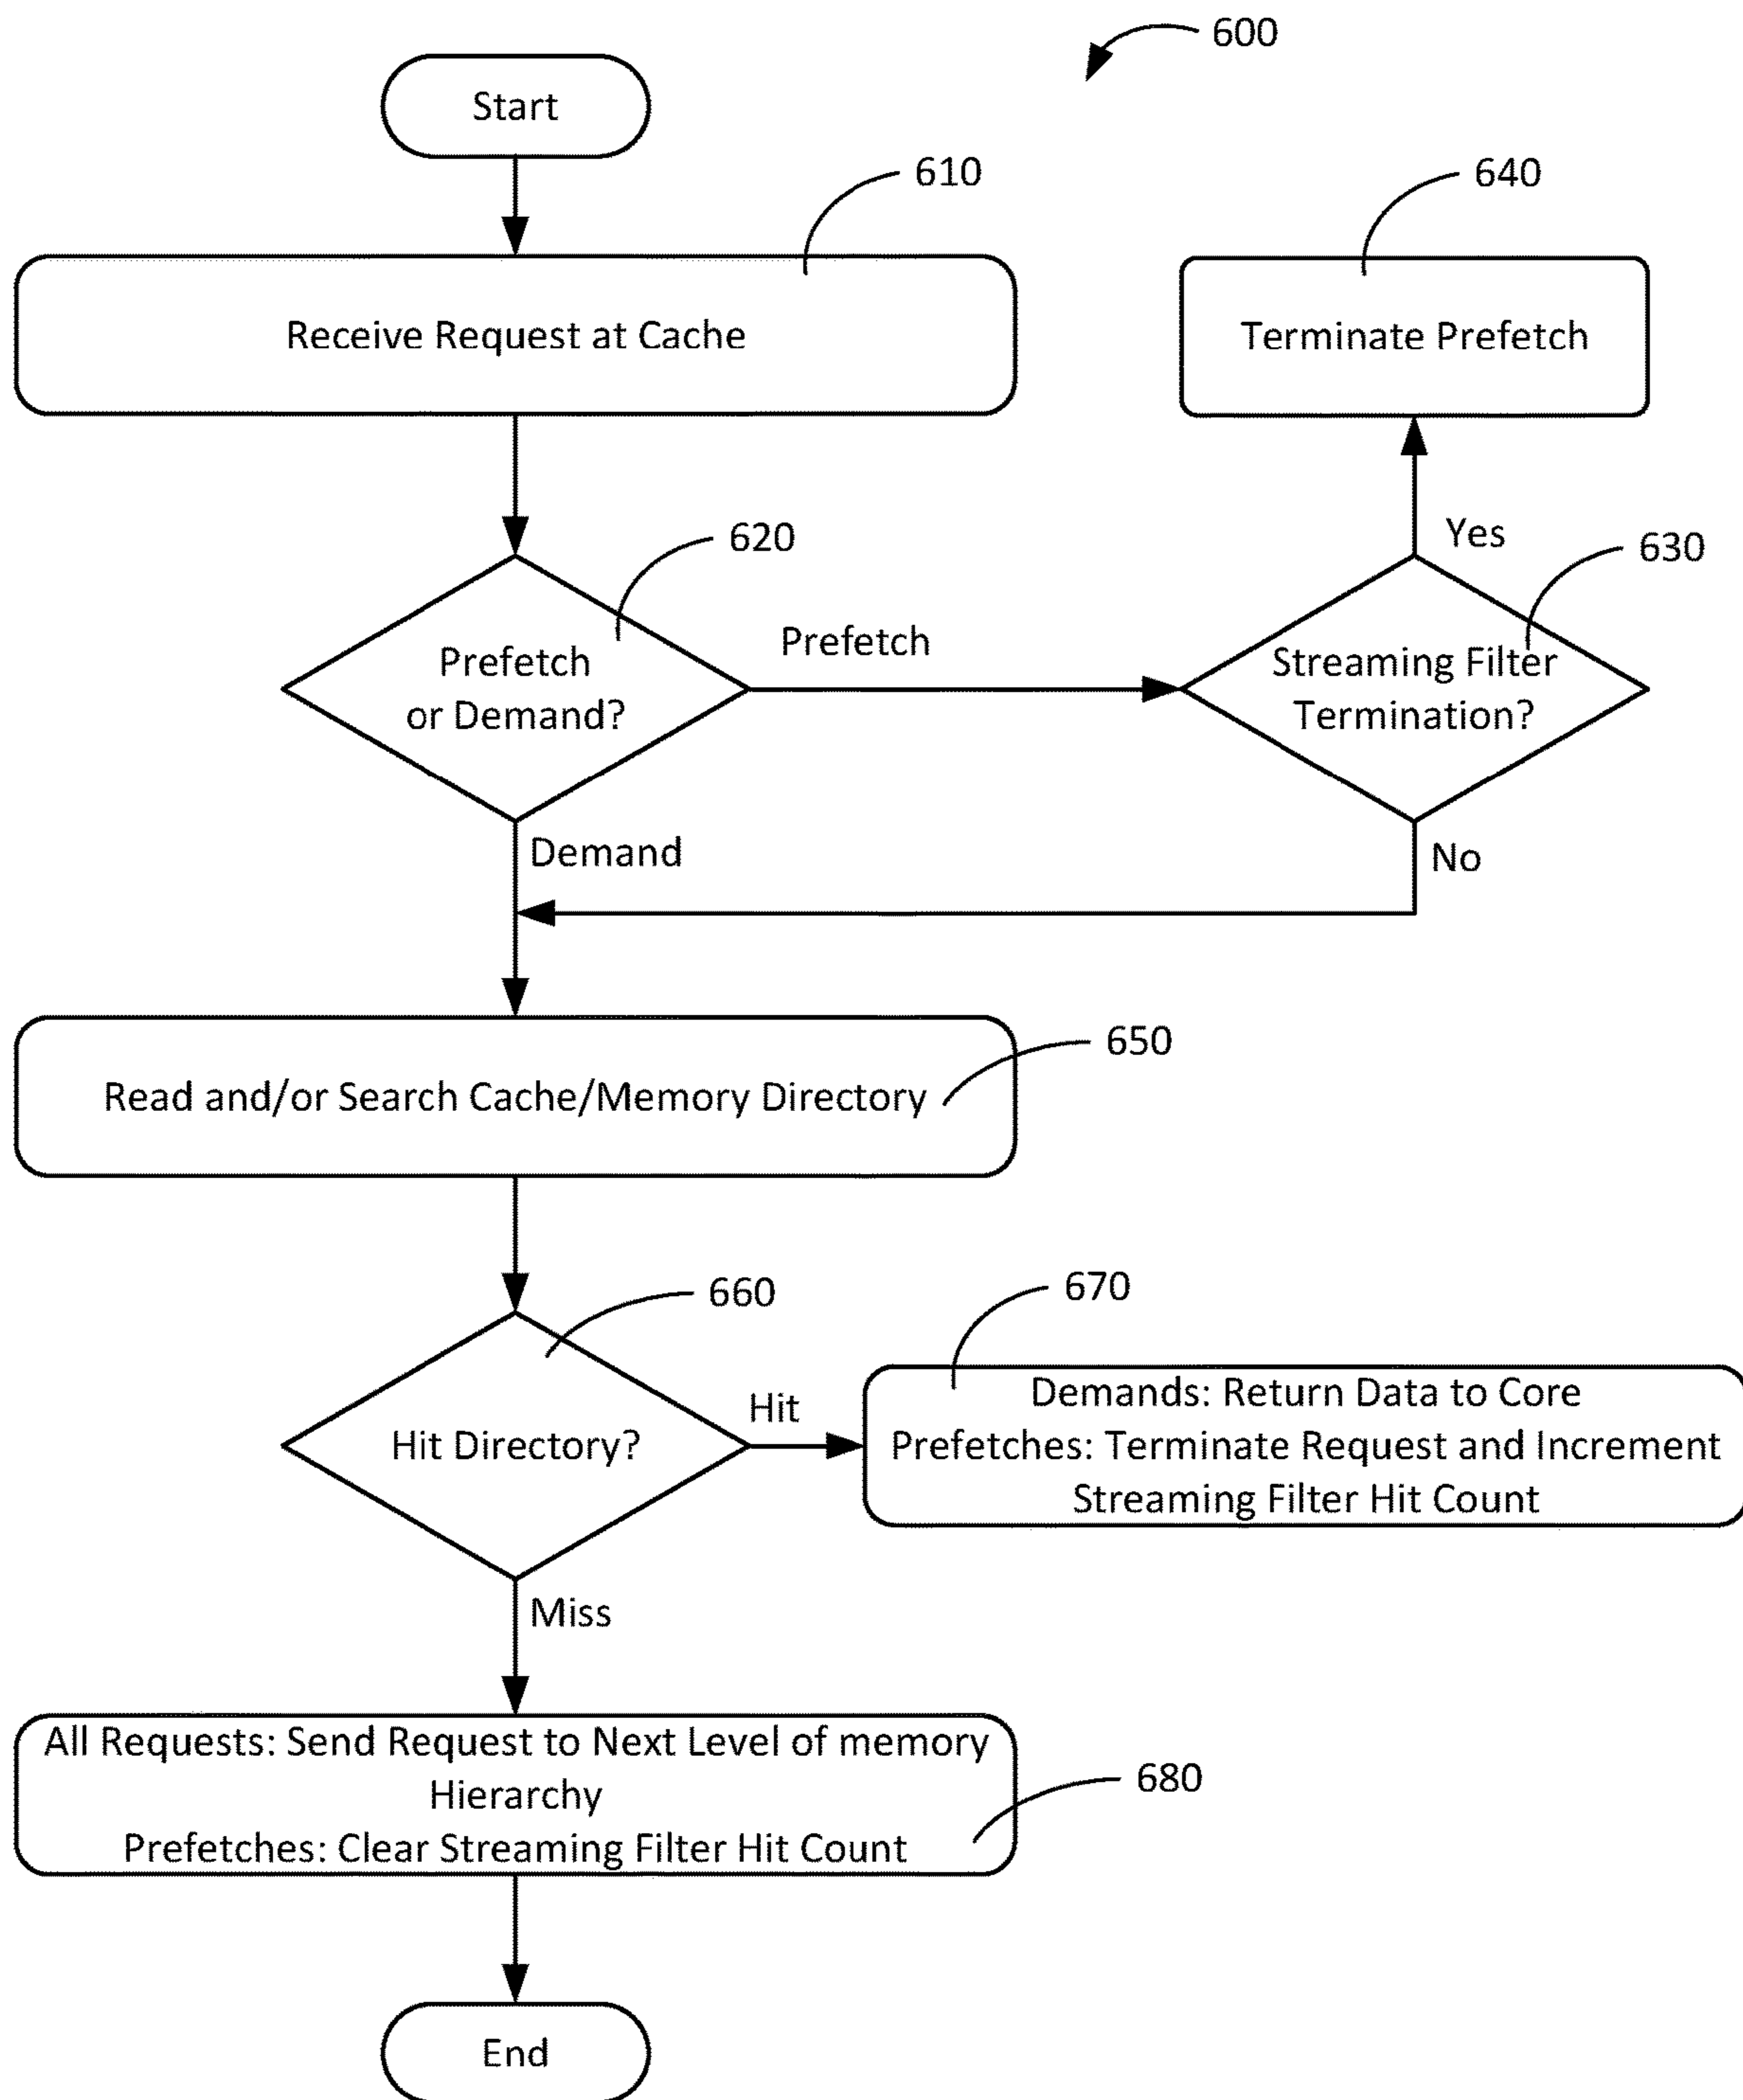 600
Start
610
640
Receive Request at Cache
Terminate Prefetch
620
Yes
630
Prefetch
or Demand?
Prefetch
Streaming Filter
Termination?
Demand
No
650
Read and/or Search Cache/Memory Directory
660
670
Hit Directory?
Hit
Demands: Return Data to Core
Prefetches: Terminate Request and Increment
Streaming Filter Hit Count
Miss
All Requests: Send Request to Next Level of memory
Hierarchy
Prefetches: Clear Streaming Filter Hit Count
680
End